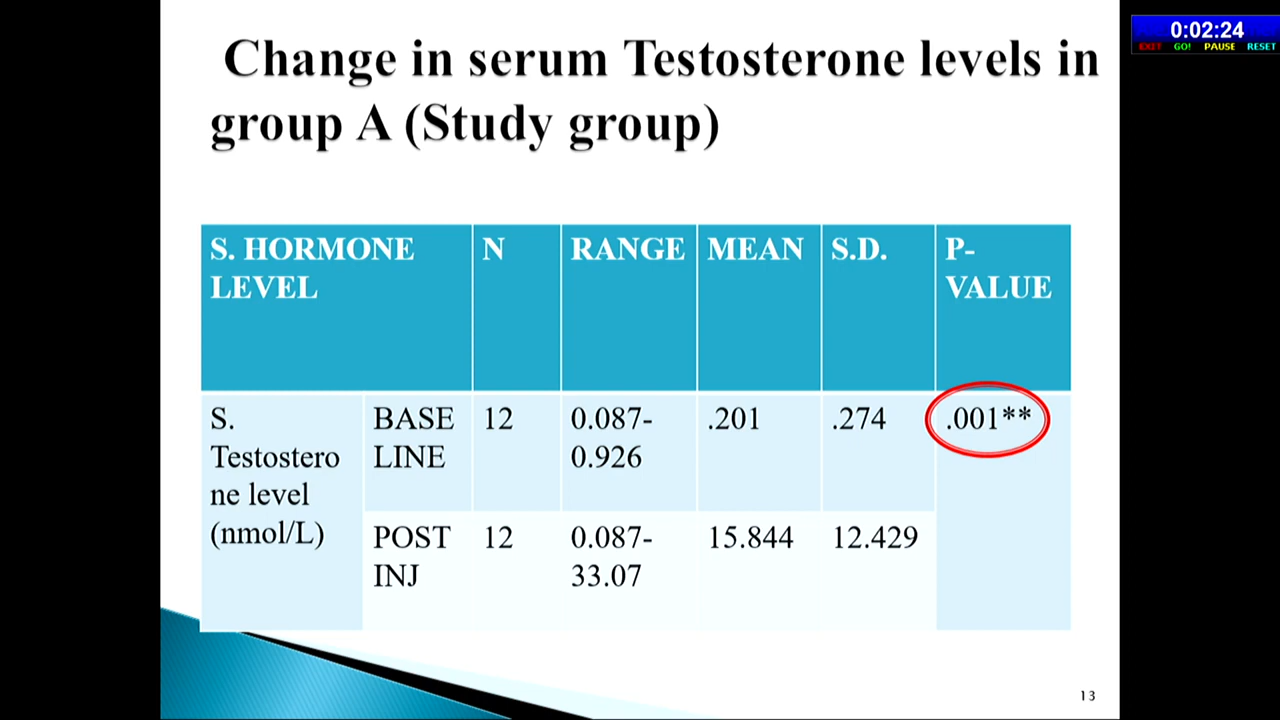 0:02:24
EXIT GO! PAUSE RESET
Change in serum Testosterone levels in
group A (Study group)
S. HORMONE
LEVEL
N
RANGE
MEAN
S.D.
P-
VALUE
S.
Testostero
ne level
(nmol/L)
BASE
LINE
12
0.087-
0.926
.201
.274
.001**
POST
INJ
12
0.087-
33.07
15.844
12.429
13